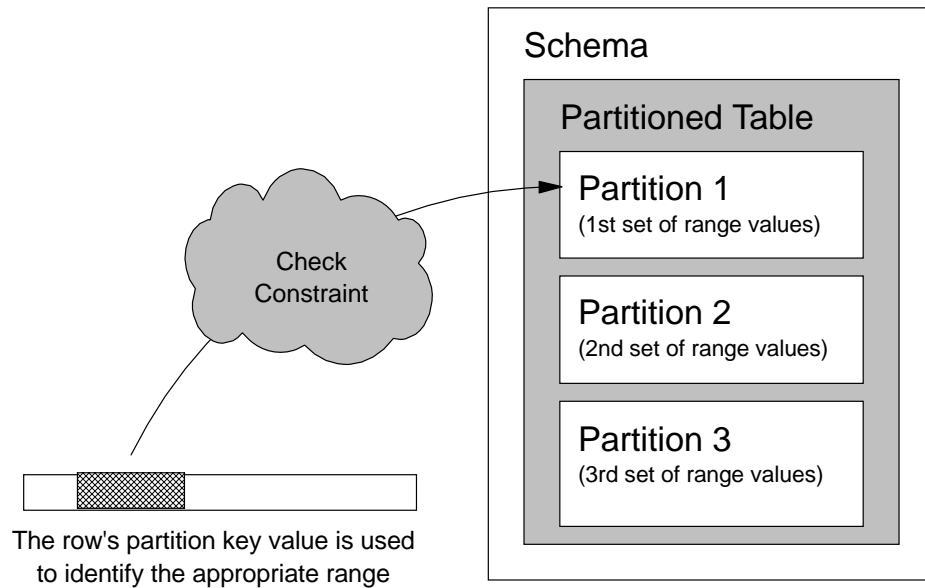 Schema
Partitioned Table
Partition 1
(1st set of range values)
Check
Constraint
Partition 2
(2nd set of range values)
Partition 3
(3rd set of range values)
The row's partition key value is used
to identify the appropriate range